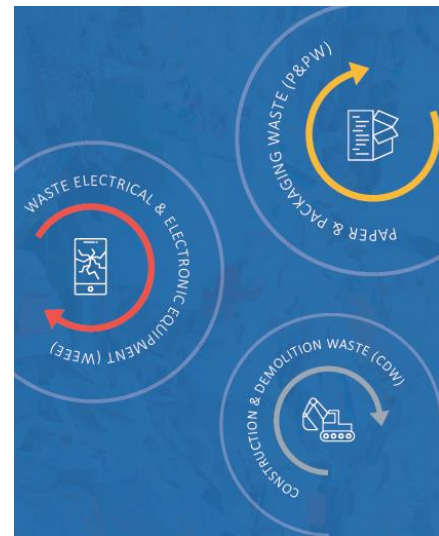 PAPER & PACKAGING WASTE (P&PW)
WASTE ELECTRICAL & ELECTRONIC EQUIPMENT (WEEE)
CONSTRUCTION & DEMOLITION WASTE (CDW)